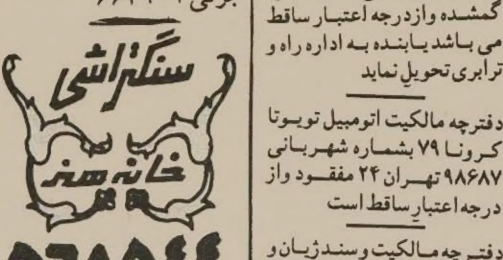 گمشده وازدرجه اعتبار ساقط
می باشد یابنده به اداره راه و
ترابری تحویل نماید
دفترچه مالکیت اتومبیل تویوتا
کرونا ۷۹ بشماره شهربانی
۹۸۶۸۷ تهران ۲۴ مفقود واز
درجه اعتبار ساقط است
دفترچه مالکیت وسندژیان و
سنگتراشی
خانه هنر